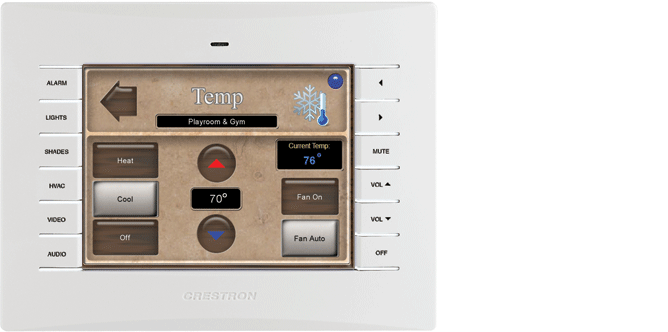 Temp
Playroom & Gym
ALARM
LIGHTS
SHADES
HVAC
VIDEO
AUDIO
Heat
Cool
Off
70°
Current Temp:
76°
Fan On
Fan Auto
MUTE
VOL
VOL
OFF
CRESTRON